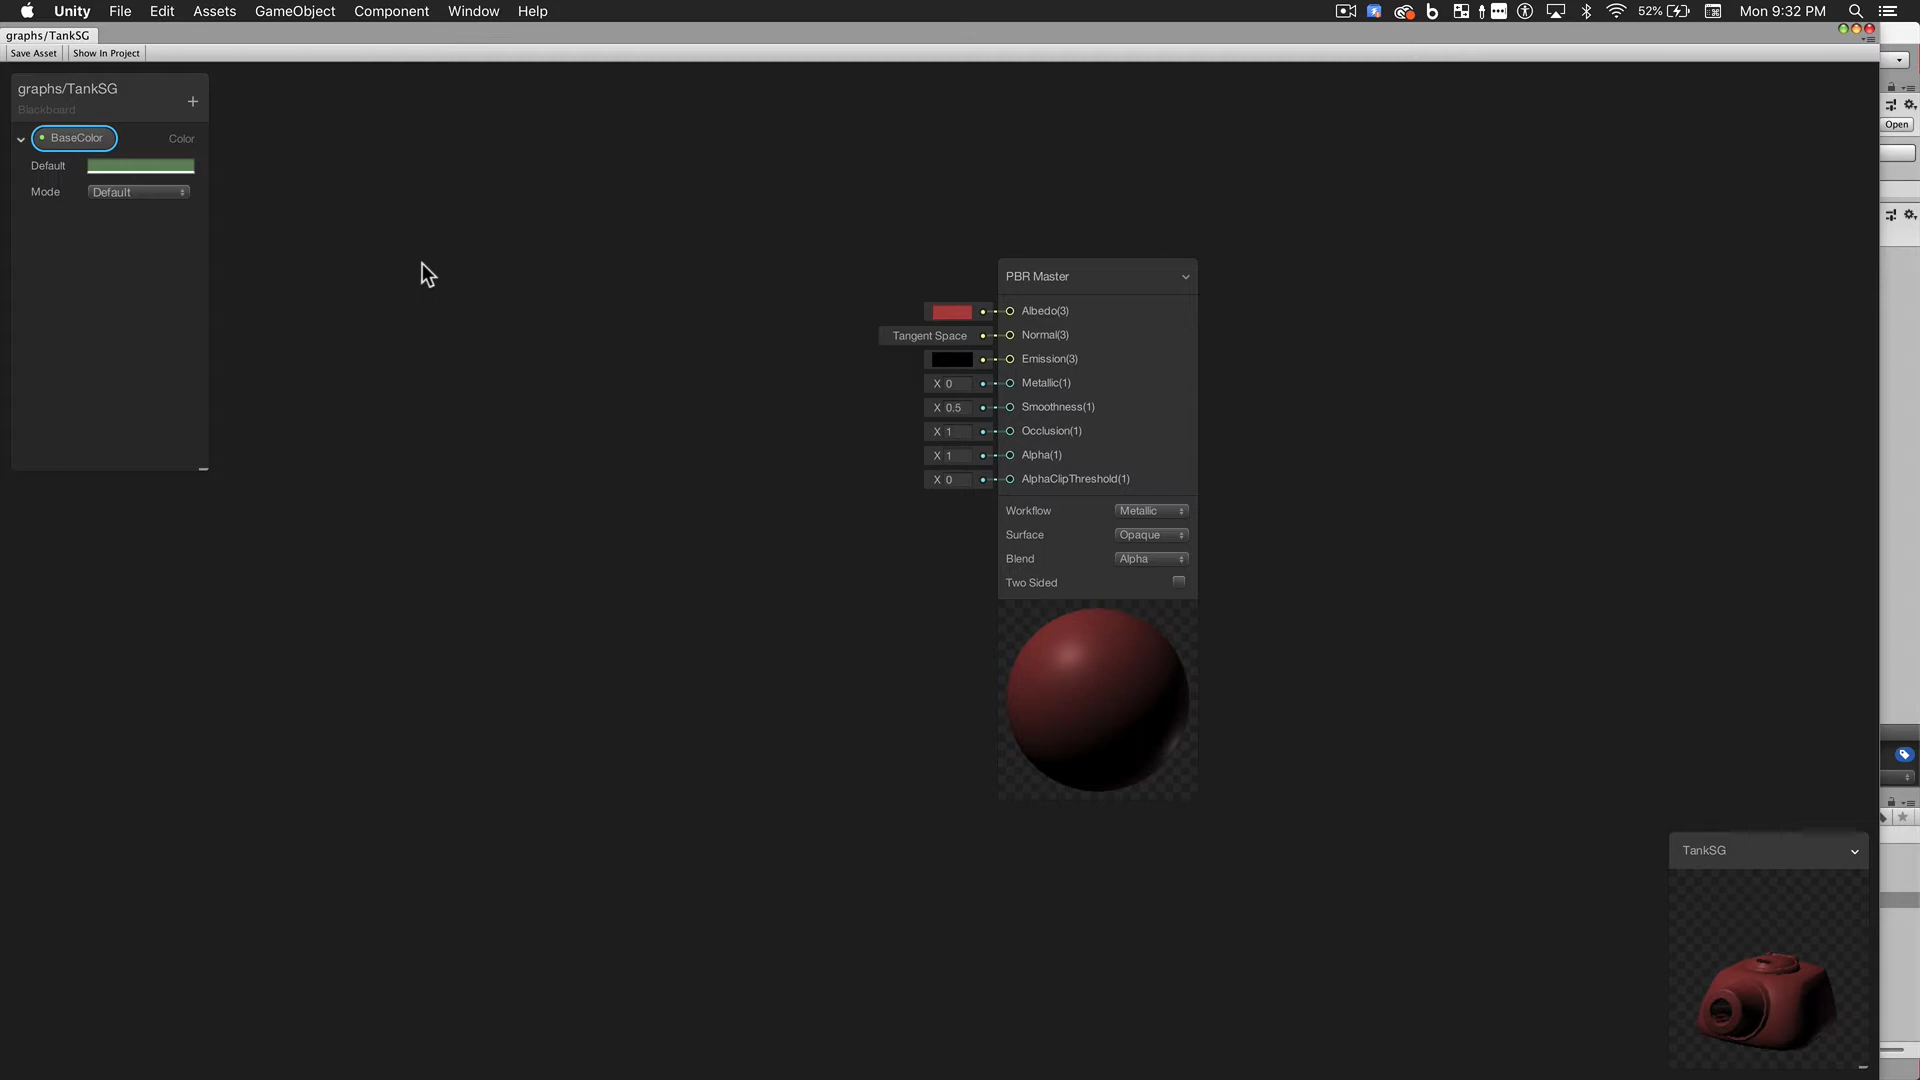 Unity File Edit Assets GameObject Component Window Help 52% Mon 9:32 PM
graphs/TankSG
Save Asset Show In Project
graphs/TankSG
Blackboard
BaseColor Color
Default
Mode Default
Open
PBR Master
Albedo(3)
Tangent Space Normal(3)
Emission(3)
X 0 Metallic(1)
X 0.5 Smoothness(1)
X 1 Occlusion(1)
X 1 Alpha(1)
X 0 AlphaClipThreshold(1)
Workflow Metallic
Surface Opaque
Blend Alpha
Two Sided
TankSG